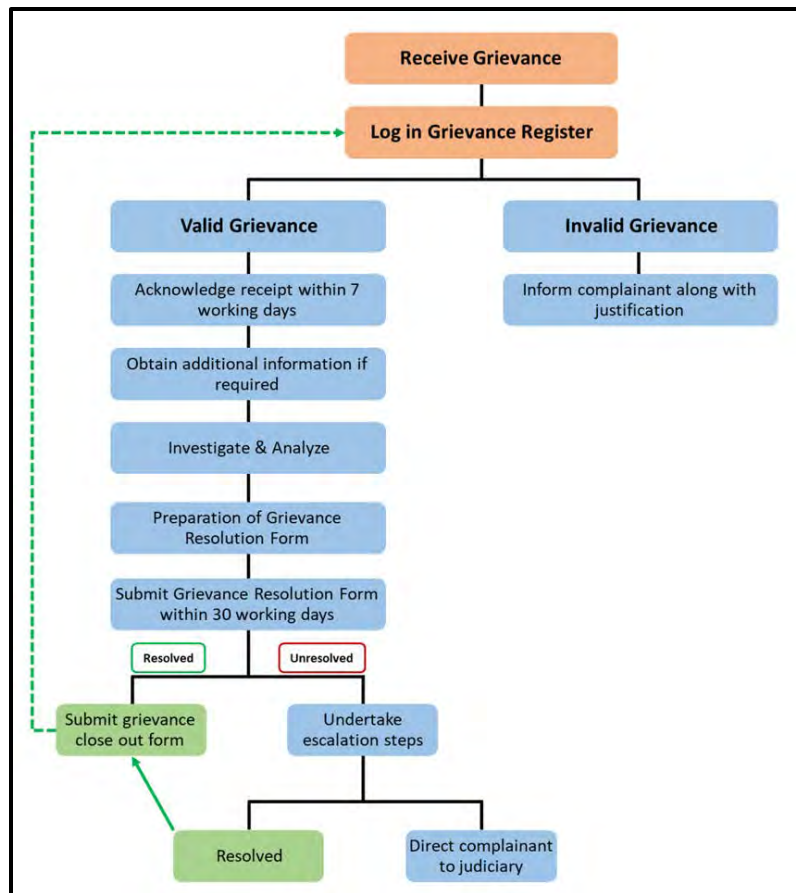 Receive Grievance
Log in Grievance Register
Valid Grievance
Invalid Grievance
Acknowledge receipt within 7
working days
Inform complainant along with
justification
Obtain additional information if
required
Investigate & Analyze
Preparation of Grievance
Resolution Form
Submit Grievance Resolution Form
within 30 working days
Resolved
Unresolved
Submit grievance
close out form
Undertake
escalation steps
Resolved
Direct complainant
to judiciary